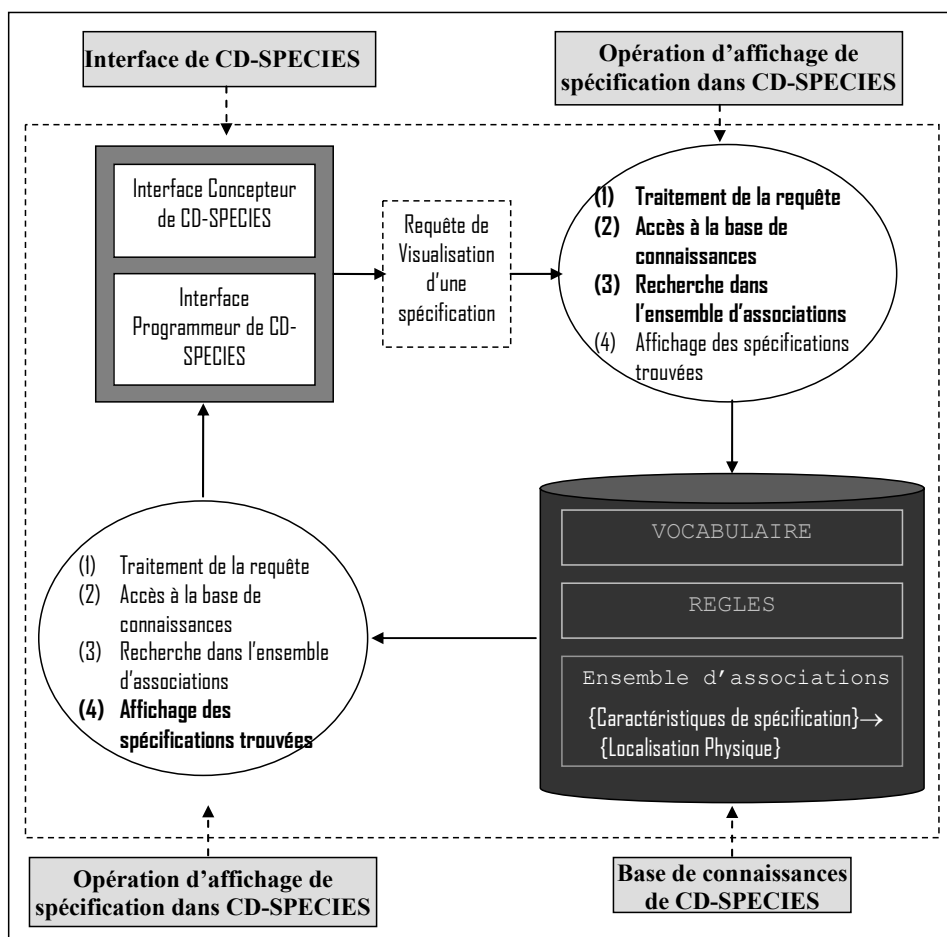 Interface de CD-SPECIES
Opération d'affichage de
spécification dans CD-SPECIES
Interface Concepteur
de CD-SPECIES
Interface
Programmeur de CD-
SPECIES
Requête de
Visualisation
d'une
spécification
(1) Traitement de la requête
(2) Accès à la base de
connaissances
(3) Recherche dans
l'ensemble d'associations
(4) Affichage des spécifications
trouvées
VOCABULAIRE
REGLES
Ensemble d'associations
{Caractéristiques de spécification}→
{Localisation Physique}
(1) Traitement de la requête
(2) Accès à la base de
connaissances
(3) Recherche dans l'ensemble
d'associations
(4) Affichage des
spécifications trouvées
Opération d'affichage de
spécification dans CD-SPECIES
Base de connaissances
de CD-SPECIES